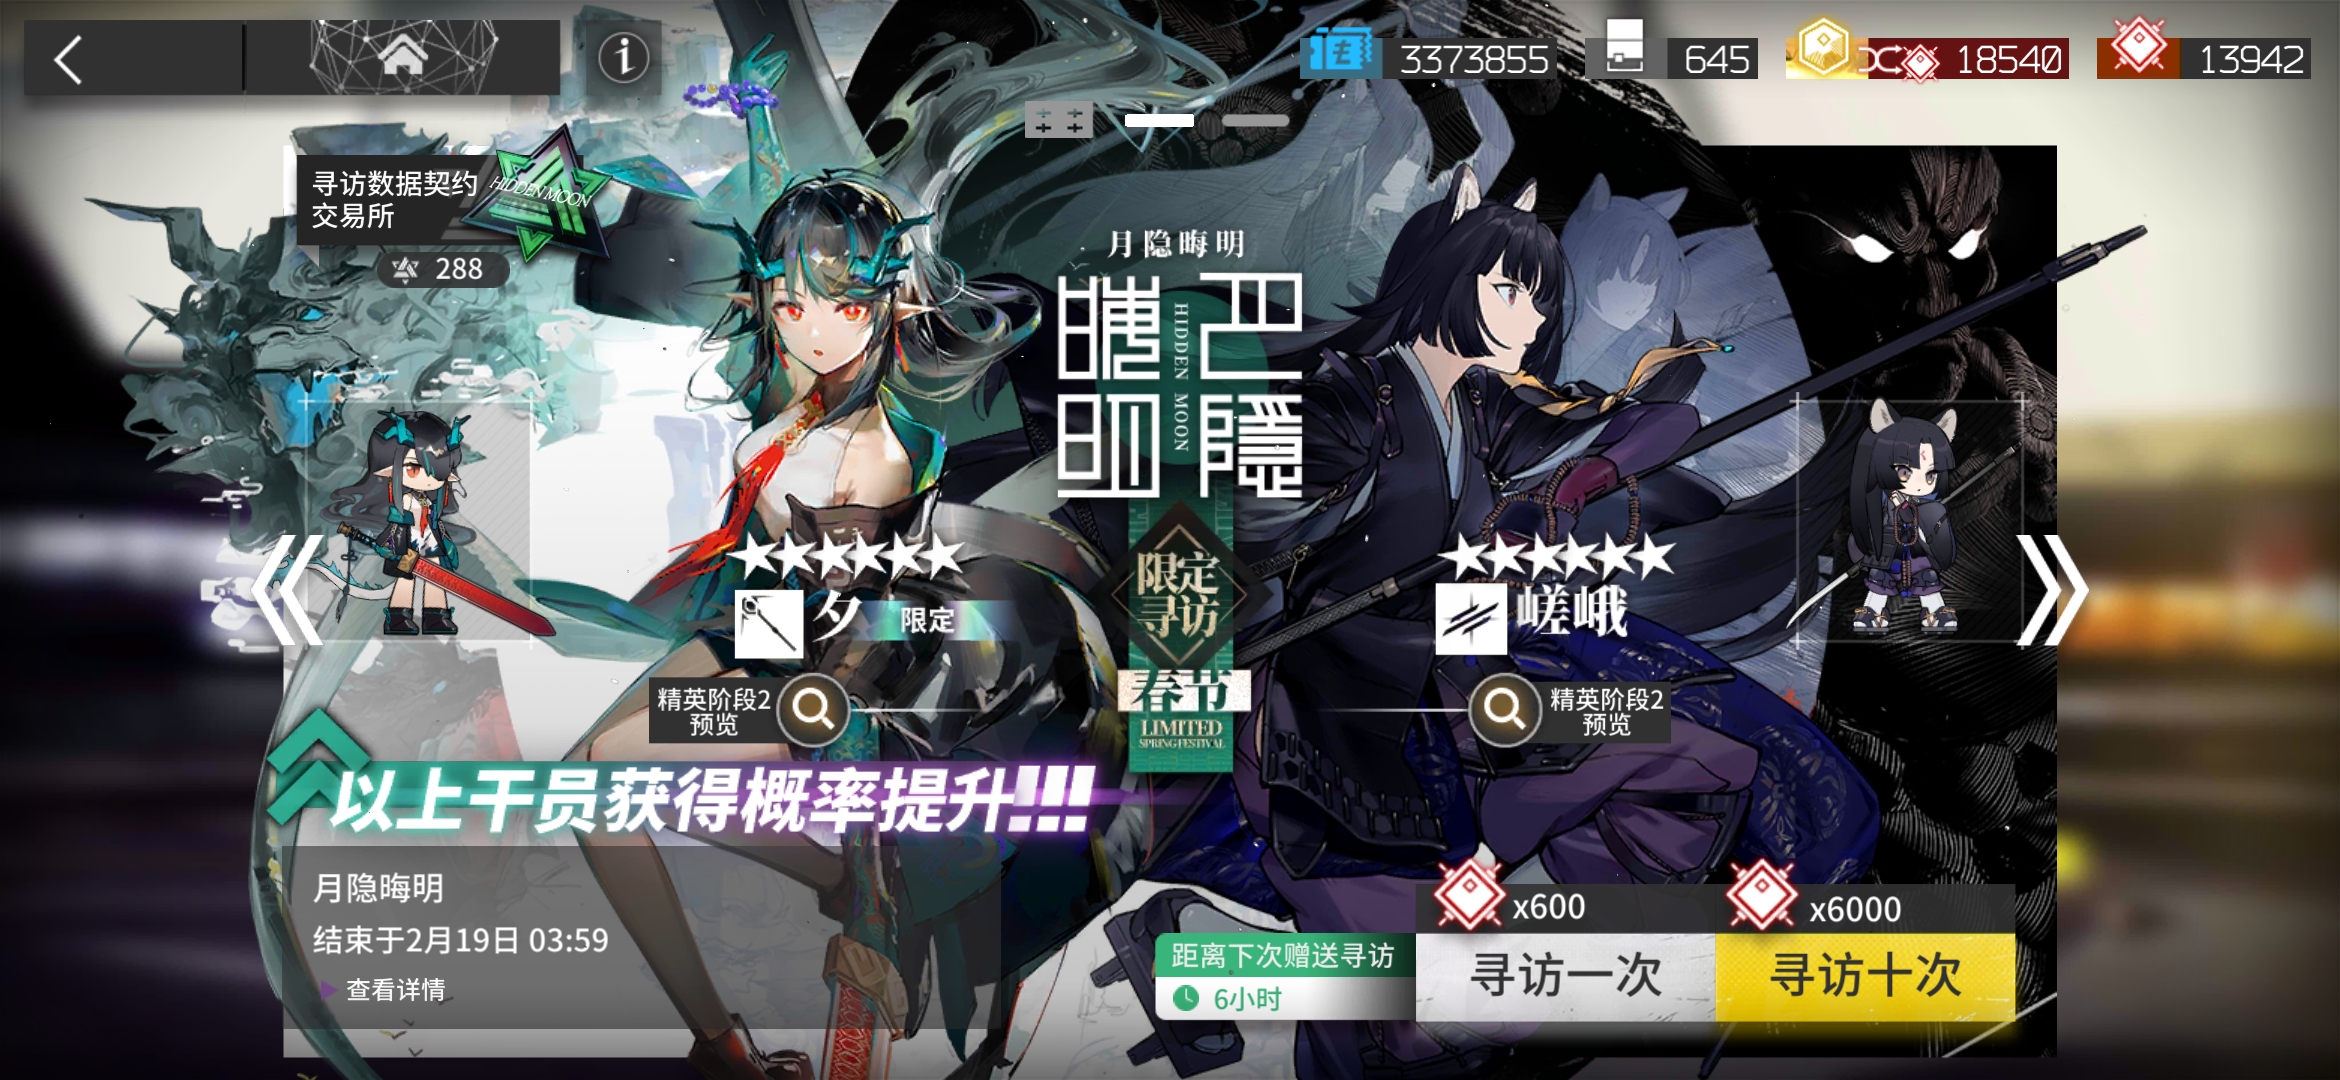 3373855
645
18540
13942
寻访数据契约
交易所
HIDDEN MOON
288
月隐晦明
月隱
晦明
HIDDEN MOON
限定
寻访
春节
LIMITED
SPRING FESTIVAL
夕
限定
嵯峨
精英阶段2
预览
精英阶段2
预览
以上干员获得概率提升!!!
月隐晦明
结束于2月19日 03:59
查看详情
距离下次赠送寻访
6小时
x600
寻访一次
x6000
寻访十次